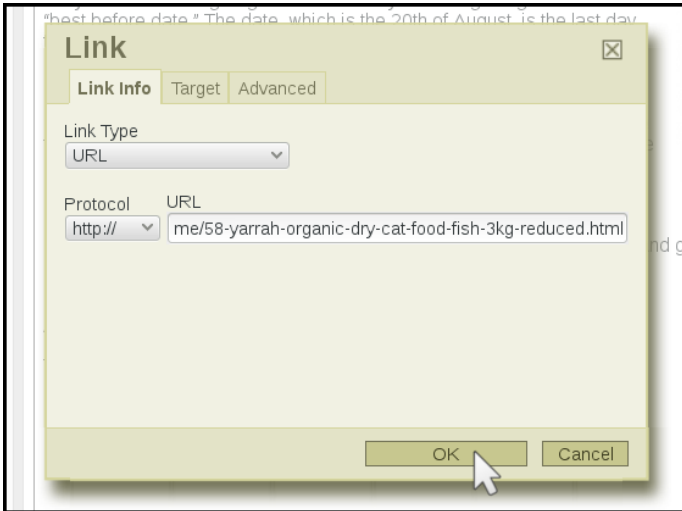 "best before date." The date, which is the 20th of August, is the last day
Link
Link Info Target Advanced
Link Type
URL
Protocol URL
http:// me/58-yarrah-organic-dry-cat-food-fish-3kg-reduced.html
OK Cancel